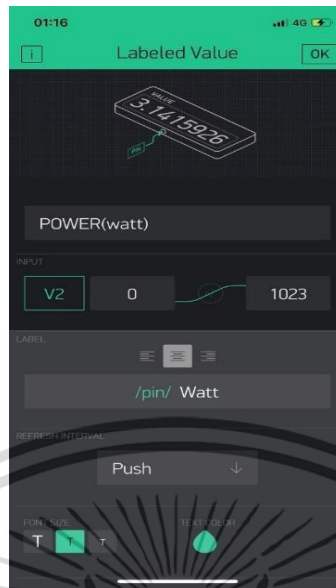 01:16
4G
i
Labeled Value
OK
VALUE
3.1415926
PIN
POWER(watt)
INPUT
V2
0
1023
LABEL
/pin/ Watt
REFRESH INTERVAL
Push
FONT SIZE
TEXT COLOR
T T T